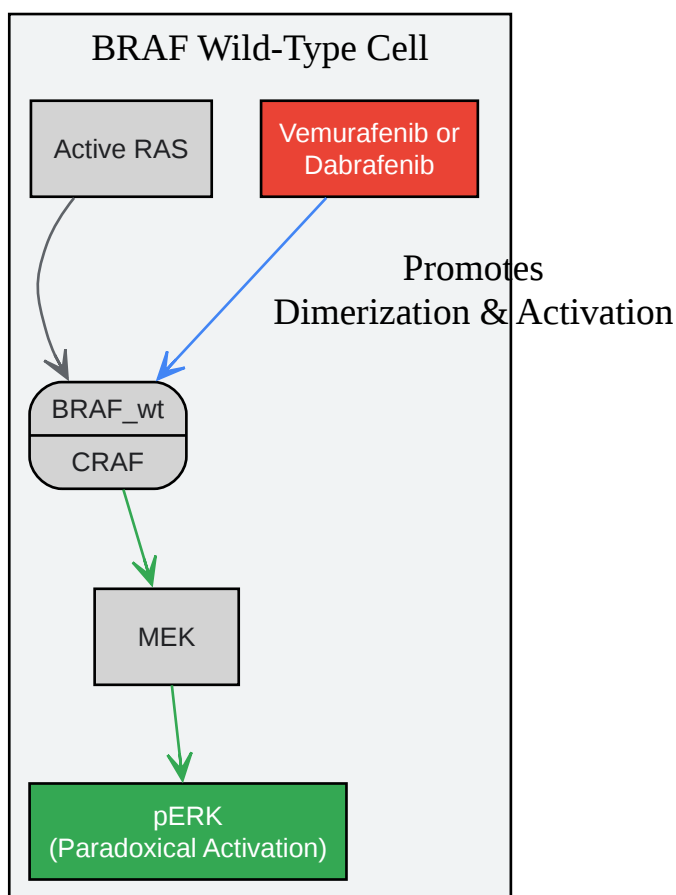 BRAF Wild-Type Cell
Active RAS
Vemurafenib or
Dabrafenib
Promotes
Dimerization & Activation
BRAF_wt
CRAF
MEK
pERK
(Paradoxical Activation)